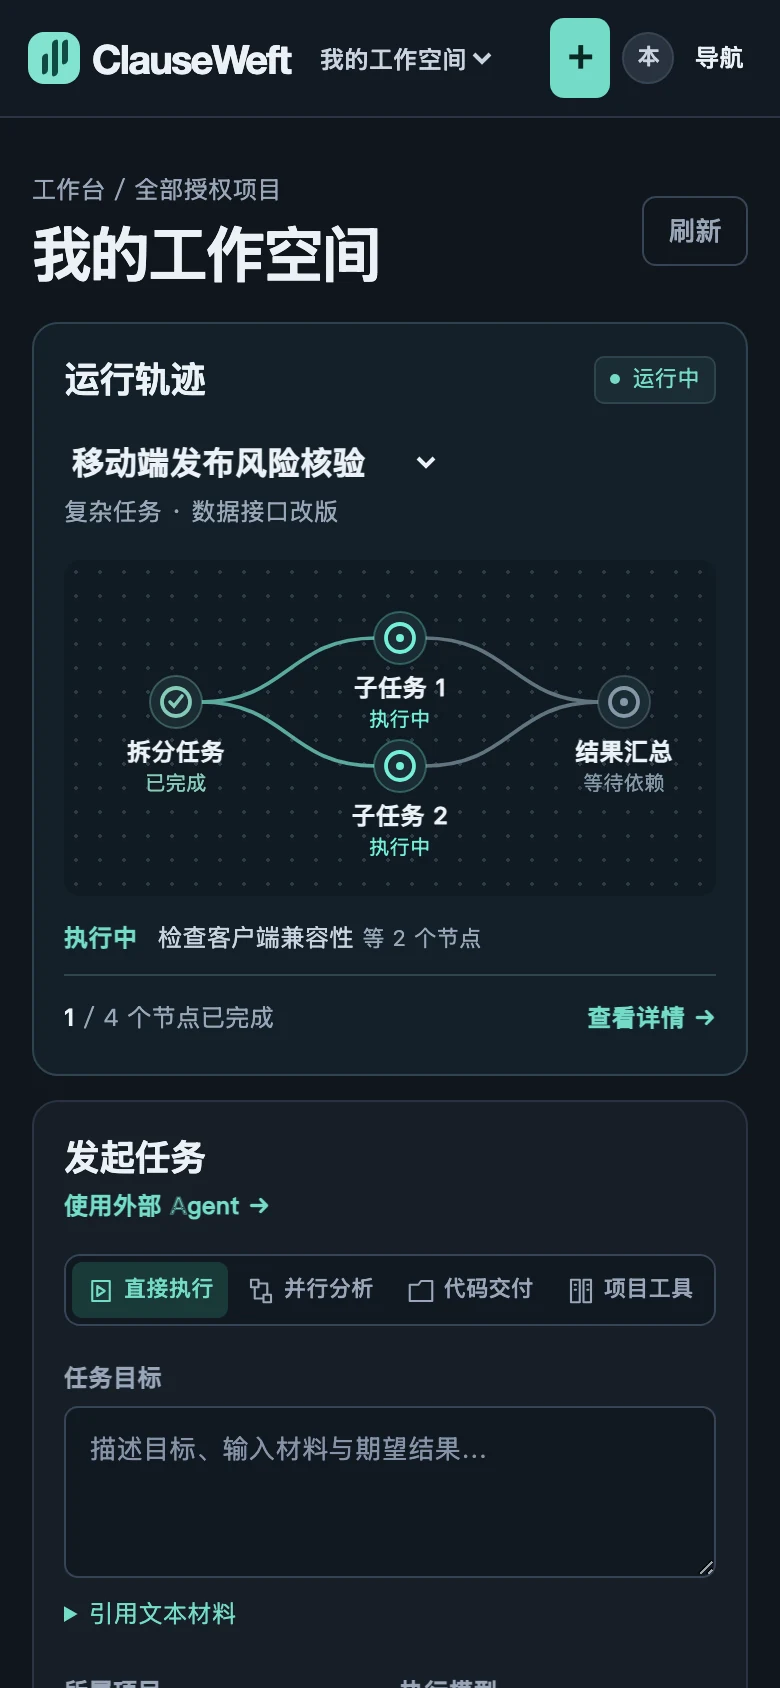 ClauseWeft 我的工作空间 + 本 导航
工作台 / 全部授权项目
我的工作空间
刷新
运行轨迹
运行中
移动端发布风险核验
复杂任务 · 数据接口改版
子任务 1
执行中
拆分任务
已完成
结果汇总
等待依赖
子任务 2
执行中
执行中 检查客户端兼容性 等 2 个节点
1 / 4 个节点已完成
查看详情 →
发起任务
使用外部 Agent →
直接执行 并行分析 代码交付 项目工具
任务目标
描述目标、输入材料与期望结果...
引用文本材料